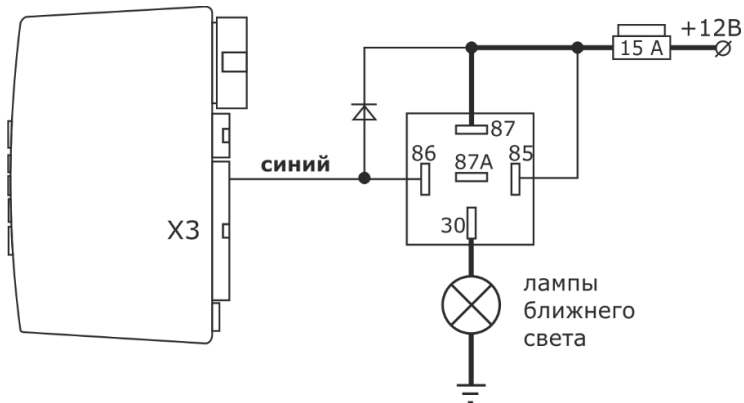 +12В
15 А
87
86
87А
85
синий
Х3
30
лампы
ближнего
света